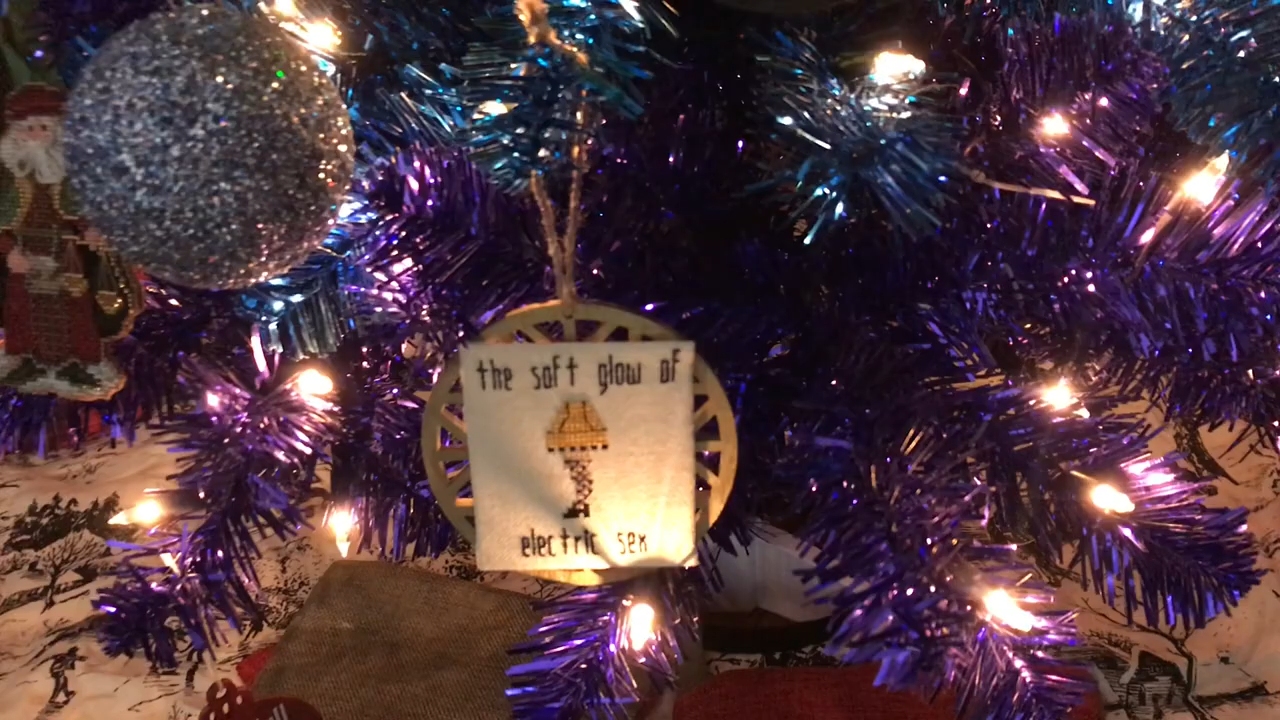 the soft glow of
electric sex